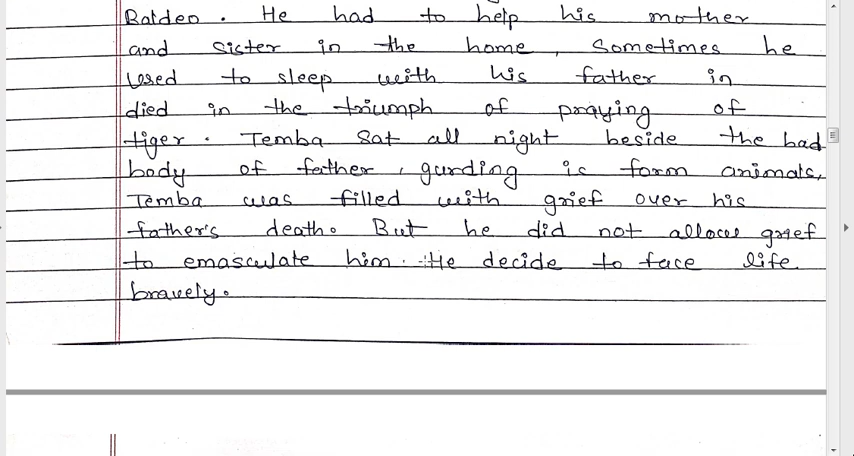 Baldeo. He had to help his mother
and sister in the home, Sometimes he
used to sleep with his father in
died in the triumph of praying of
tiger. Temba Sat all night beside the bad
body of father, gurding is form animals,
Temba was filled with grief over his
father's death. But he did not allow grief
to emasculate him. He decide to face life
bravely.